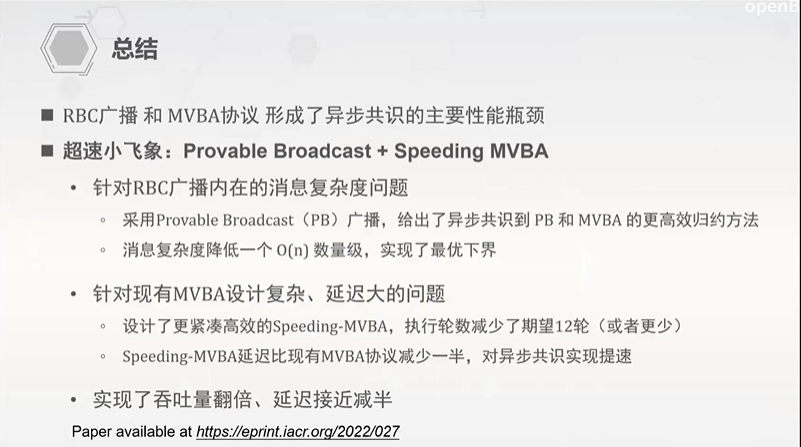 openB
总结
■ RBC广播 和 MVBA协议 形成了异步共识的主要性能瓶颈
■ 超速小飞象：Provable Broadcast + Speeding MVBA
• 针对RBC广播内在的消息复杂度问题
◦ 采用Provable Broadcast（PB）广播，给出了异步共识到 PB 和 MVBA 的更高效归约方法
◦ 消息复杂度降低一个 O(n) 数量级，实现了最优下界
• 针对现有MVBA设计复杂、延迟大的问题
◦ 设计了更紧凑高效的Speeding-MVBA，执行轮数减少了期望12轮（或者更少）
◦ Speeding-MVBA延迟比现有MVBA协议减少一半，对异步共识实现提速
• 实现了吞吐量翻倍、延迟接近减半
Paper available at https://eprint.iacr.org/2022/027